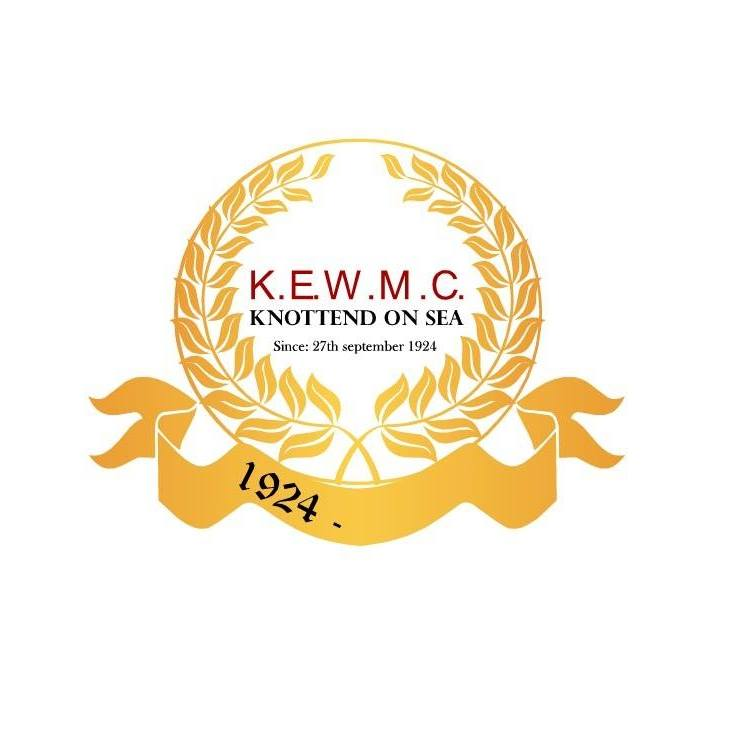 K.E.W.M.C.
KNOTTEND ON SEA
Since: 27th september 1924
1924 -